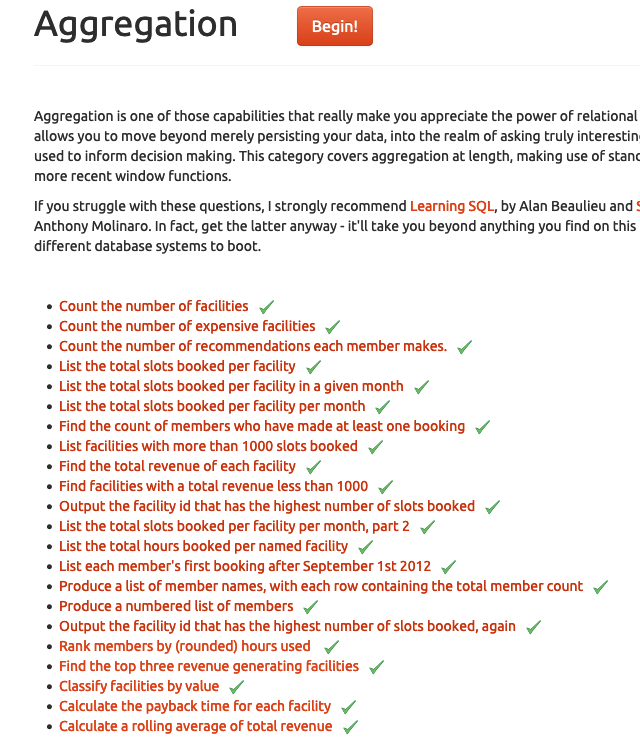 Aggregation
Begin!
Aggregation is one of those capabilities that really make you appreciate the power of relational
allows you to move beyond merely persisting your data, into the realm of asking truly
used to inform decision making. This category covers aggregation at length, making use of
more recent window functions.
If you struggle with these questions, I strongly recommend Learning SQL, by Alan Beaulieu and
Anthony Molinaro. In fact, get the latter anyway - it'll take you beyond anything you find on this
different database systems to boot.
Count the number of facilities
Count the number of expensive facilities
Count the number of recommendations each member makes.
List the total slots booked per facility
List the total slots booked per facility in a given month
List the total slots booked per facility per month
Find the count of members who have made at least one booking
List facilities with more than 1000 slots booked
Find the total revenue of each facility
Find facilities with a total revenue less than 1000
Output the facility id that has the highest number of slots booked
List the total slots booked per facility per month, part 2
List the total hours booked per named facility
List each member's first booking after September 1st 2012
Produce a list of member names, with each row containing the total member count
Produce a numbered list of members
Output the facility id that has the highest number of slots booked, again
Rank members by (rounded) hours used
Find the top three revenue generating facilities
Classify facilities by value
Calculate the payback time for each facility
Calculate a rolling average of total revenue